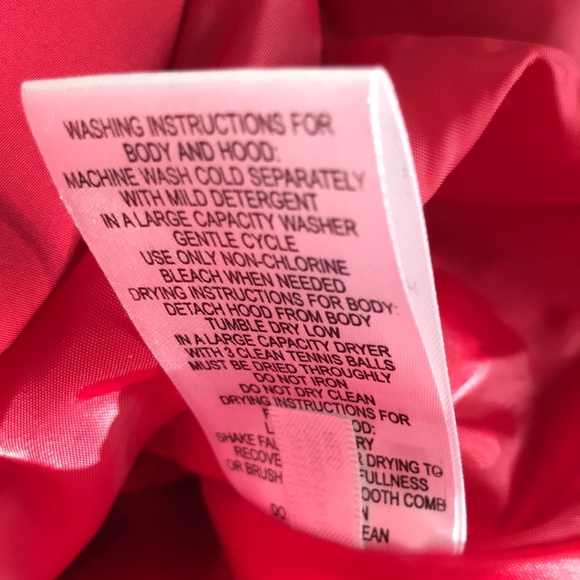 WASHING INSTRUCTIONS FOR
BODY AND HOOD:
MACHINE WASH COLD SEPARATELY
WITH MILD DETERGENT
IN A LARGE CAPACITY WASHER
GENTLE CYCLE
USE ONLY NON-CHLORINE
BLEACH WHEN NEEDED
DRYING INSTRUCTIONS FOR BODY:
DETACH HOOD FROM BODY
TUMBLE DRY LOW
IN A LARGE CAPACITY DRYER
WITH 3 CLEAN TENNIS BALLS
MUST BE DRIED THROUGHLY
DO NOT IRON
DO NOT DRY CLEAN
DRYING INSTRUCTIONS FOR
SHAKE
DRYING TO
OR BRUSH
COMB